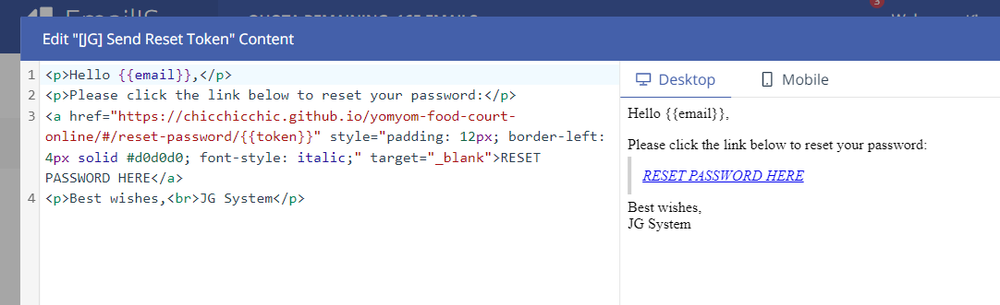 3
Edit "[JG] Send Reset Token" Content
1 <p>Hello {{email}},</p>
2 <p>Please click the link below to reset your password:</p>
3 <a href="https://chicchicchic.github.io/yomyom-food-court-
online/#/reset-password/{{token}}" style="padding: 12px; border-left:
4px solid #d0d0d0; font-style: italic;" target="_blank">RESET
PASSWORD HERE</a>
4 <p>Best wishes,<br>JG System</p>
Desktop
Mobile
Hello {{email}},
Please click the link below to reset your password:
RESET PASSWORD HERE
Best wishes,
JG System